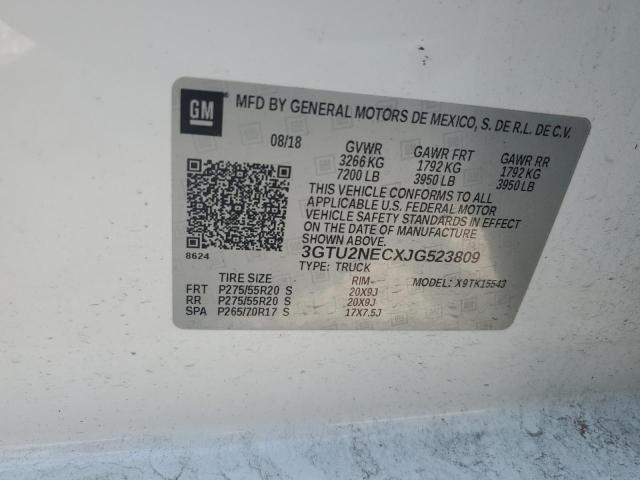 GM
MFD BY GENERAL MOTORS DE MEXICO, S. DE R.L. DE C.V.
08/18 GVWR GAWR FRT GAWR RR
3266 KG 1792 KG 1792 KG
7200 LB 3950 LB 3950 LB
THIS VEHICLE CONFORMS TO ALL
APPLICABLE U.S. FEDERAL MOTOR
VEHICLE SAFETY STANDARDS IN EFFECT
ON THE DATE OF MANUFACTURE
SHOWN ABOVE.
8624 3GTU2NECXJG523809
TYPE: TRUCK MODEL: X9TK15543
TIRE SIZE RIM-
FRT P275/55R20 S 20X9J
RR P275/55R20 S 20X9J
SPA P265/70R17 S 17X7.5J